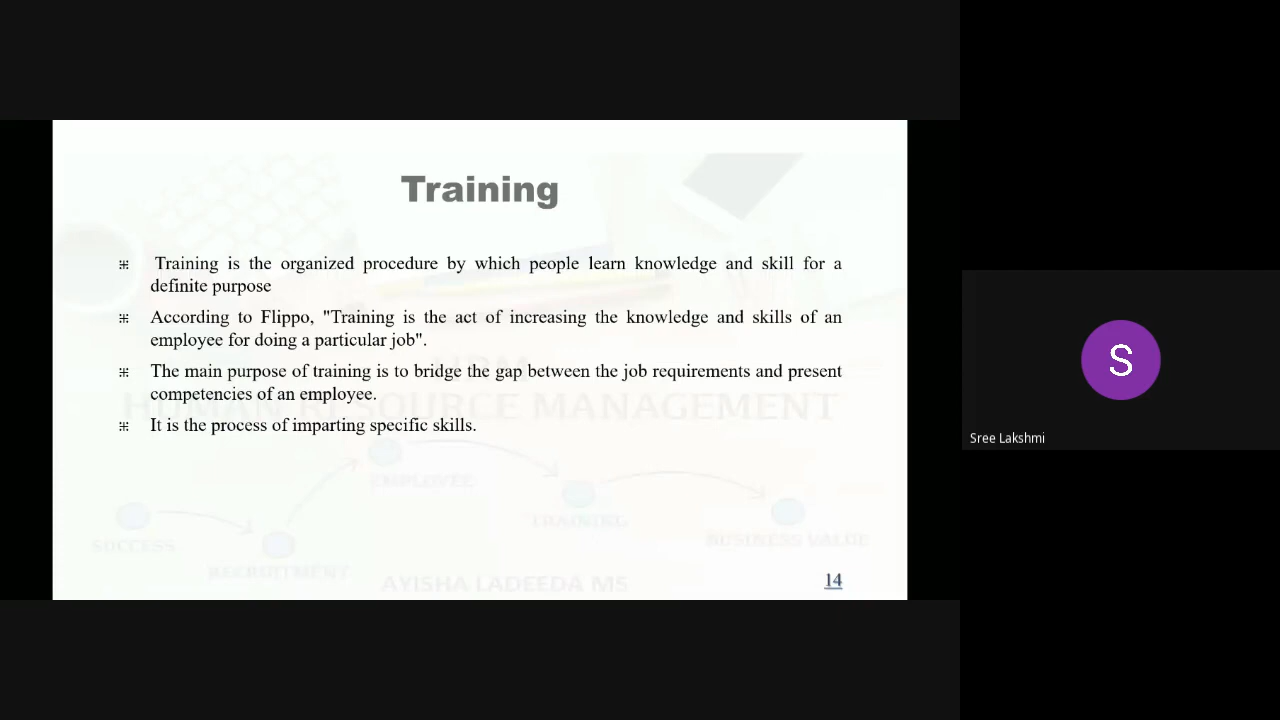 Training
Training is the organized procedure by which people learn knowledge and skill for a
definite purpose
According to Flippo, "Training is the act of increasing the knowledge and skills of an
employee for doing a particular job".
The main purpose of training is to bridge the gap between the job requirements and present
competencies of an employee.
HUMAN RESOURCE MANAGEMENT
It is the process of imparting specific skills.
EMPLOYEE
TRAINING
SUCCESS
BUSINESS VALUE
RECRUITMENT
AYISHA LADEEDA MS
14
S
Sree Lakshmi